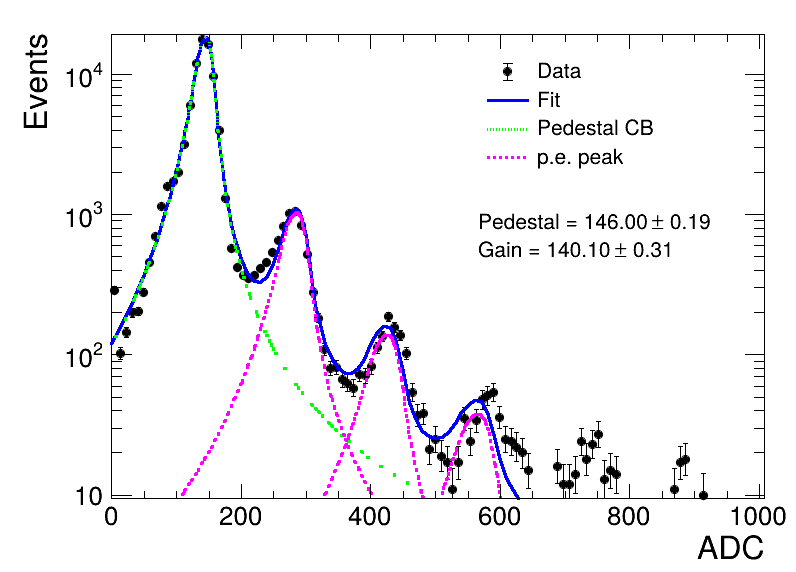 Events
10⁴
10³
10²
10
Data
Fit
Pedestal CB
p.e. peak
Pedestal = 146.00 ± 0.19
Gain = 140.10 ± 0.31
0 200 400 600 800 1000
ADC